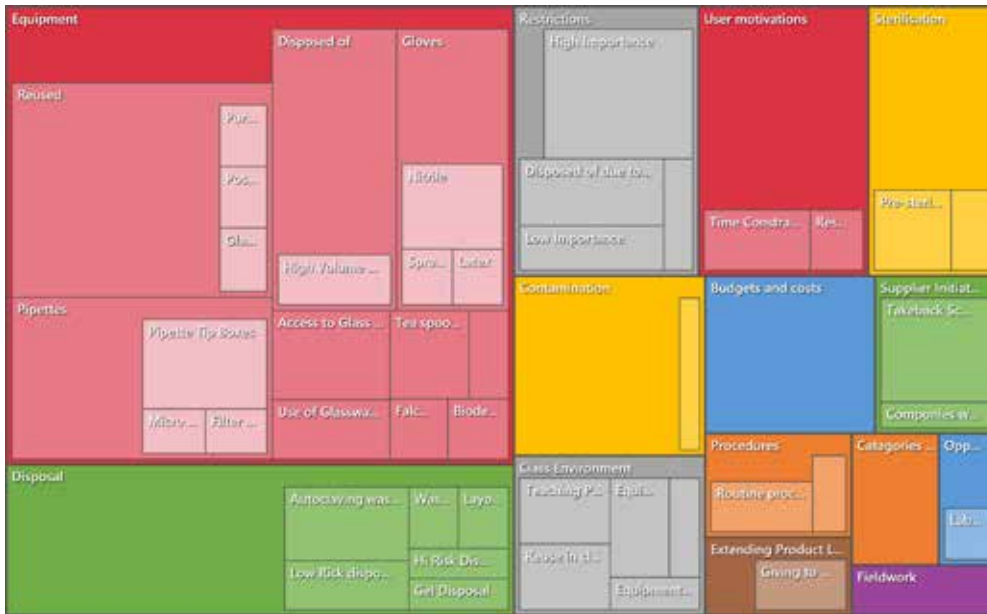 Equipment
Reused
Pur...
Pos...
Gla...
Pipettes
Pipette Tip Boxes
Micro ...
Filter ...
Disposed of
High Volume ...
Gloves
Nitrile
Spro...
Latex
Access to Glass ...
Tea spoo...
Use of Glasswa...
Falc...
Biode...
Disposal
Autoclaving was...
Was...
Layo...
Low Risk dispo...
Hi Risk Dis...
Gel Disposal
Restrictions
High Importance
Disposed of due to...
Low Importance
Contamination
Class Environment
Teaching P...
Equi...
Reuse in cl...
Equipment...
User motivations
Time Constra...
Res...
Sterilisation
Pre-steri...
Budgets and costs
Supplier Initiat...
Takeback Sc...
Companies w...
Procedures
Routine proc...
Catagories ...
Opp...
Lab...
Extending Product L...
Giving to ...
Fieldwork